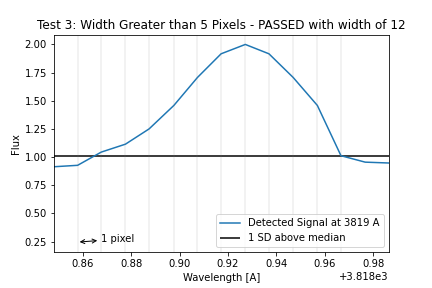 Test 3: Width Greater than 5 Pixels - PASSED with width of 12
2.00
1.75
1.50
1.25
1.00
0.75
0.50
0.25
Flux
1 pixel
Detected Signal at 3819 A
1 SD above median
0.86 0.88 0.90 0.92 0.94 0.96 0.98
Wavelength [A]
+3.818e3